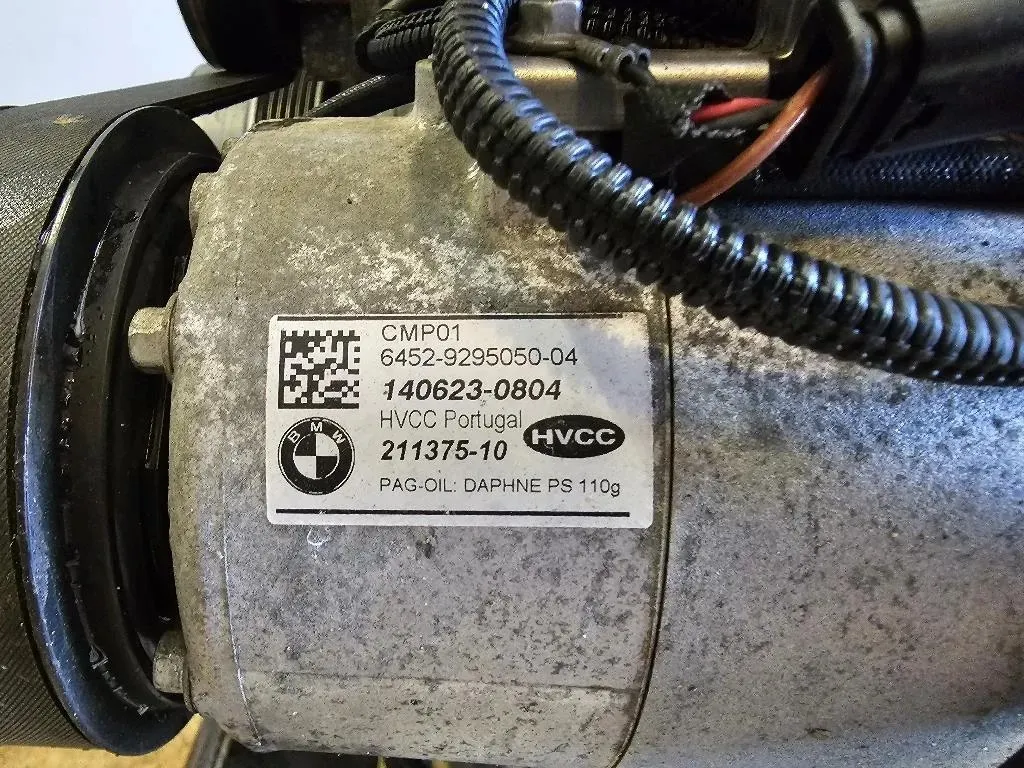 CMP01
6452-9295050-04
140623-0804
HVCC Portugal
HVCC
211375-10
BMW
PAG-OIL: DAPHNE PS 110g